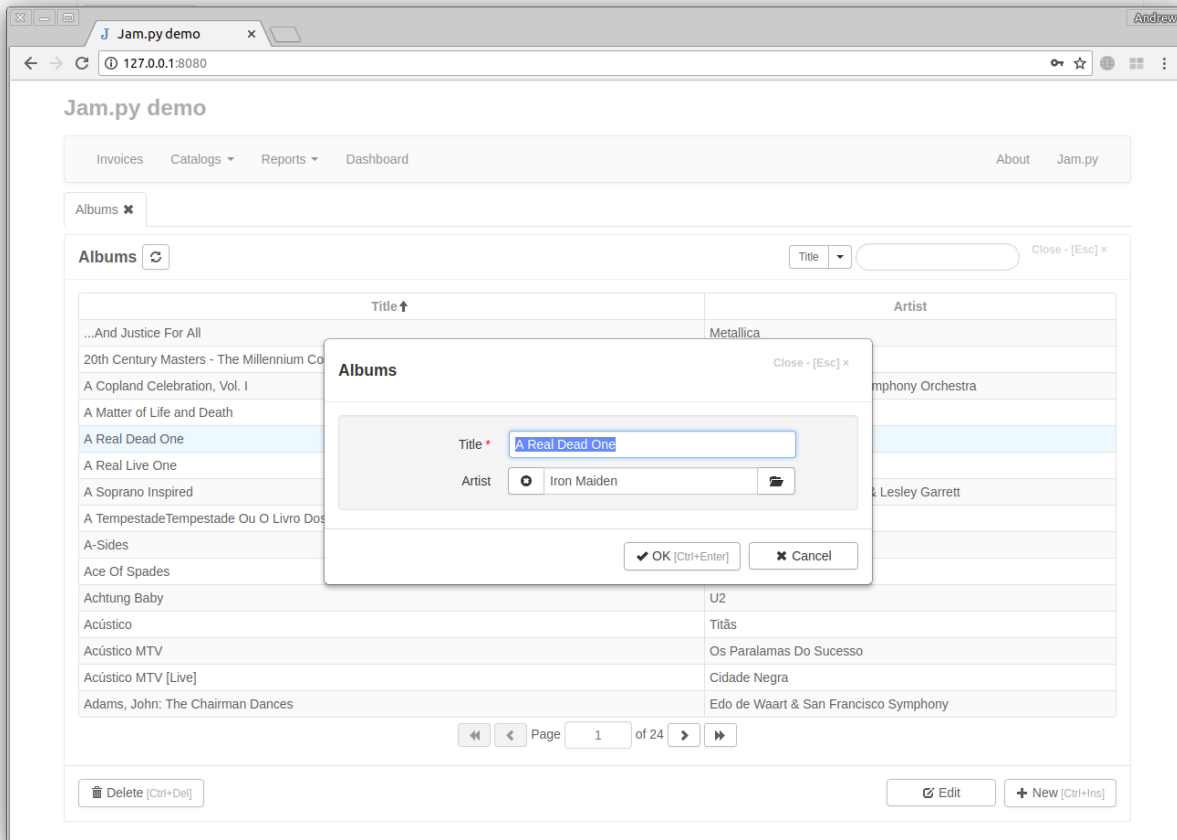 Andrew
Jam.py demo
127.0.0.1:8080
Jam.py demo
Invoices Catalogs Reports Dashboard About Jam.py
Albums
Albums Title Close - [Esc] ×
Title Artist
...And Justice For All Metallica
20th Century Masters - The Millennium Co
A Copland Celebration, Vol. I mphony Orchestra
A Matter of Life and Death
A Real Dead One
A Real Live One
A Soprano Inspired & Lesley Garrett
A TempestadeTempestade Ou O Livro Dos
A-Sides
Ace Of Spades
Albums Close - [Esc] ×
Title * A Real Dead One
Artist Iron Maiden
OK [Ctrl+Enter] Cancel
Achtung Baby U2
Acústico Titãs
Acústico MTV Os Paralamas Do Sucesso
Acústico MTV [Live] Cidade Negra
Adams, John: The Chairman Dances Edo de Waart & San Francisco Symphony
Page 1 of 24
Delete [Ctrl+Del] Edit New [Ctrl+Ins]